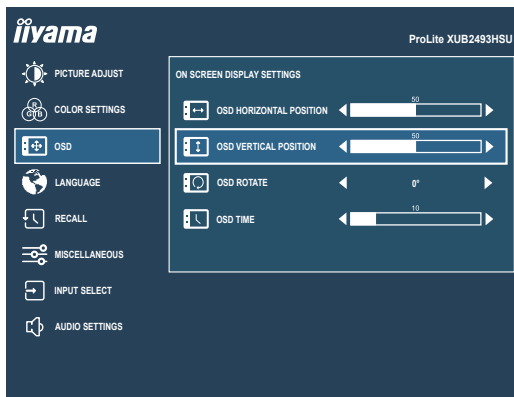 iiyama
ProLite XUB2493HSU
PICTURE ADJUST
R
G B
COLOR SETTINGS
OSD
LANGUAGE
RECALL
MISCELLANEOUS
INPUT SELECT
AUDIO SETTINGS
ON SCREEN DISPLAY SETTINGS
OSD HORIZONTAL POSITION 50
OSD VERTICAL POSITION 50
OSD ROTATE 0°
OSD TIME 10